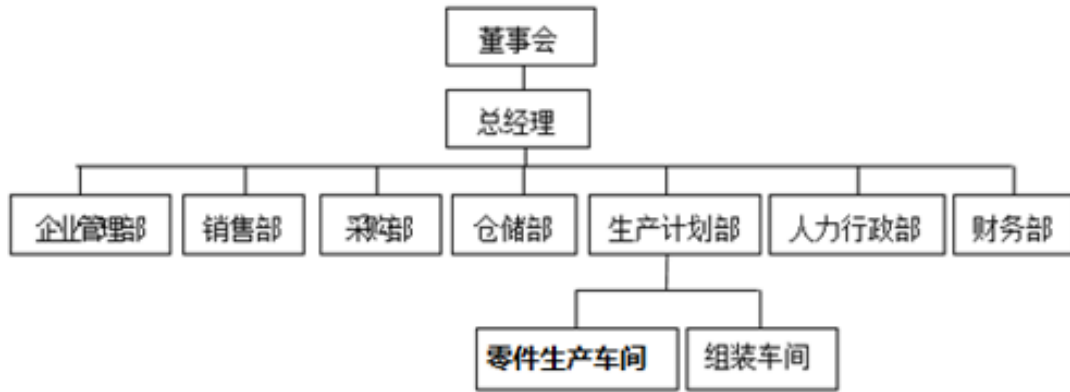 董事会
总经理
企业管理部
销售部
采购部
仓储部
生产计划部
人力行政部
财务部
零件生产车间
组装车间